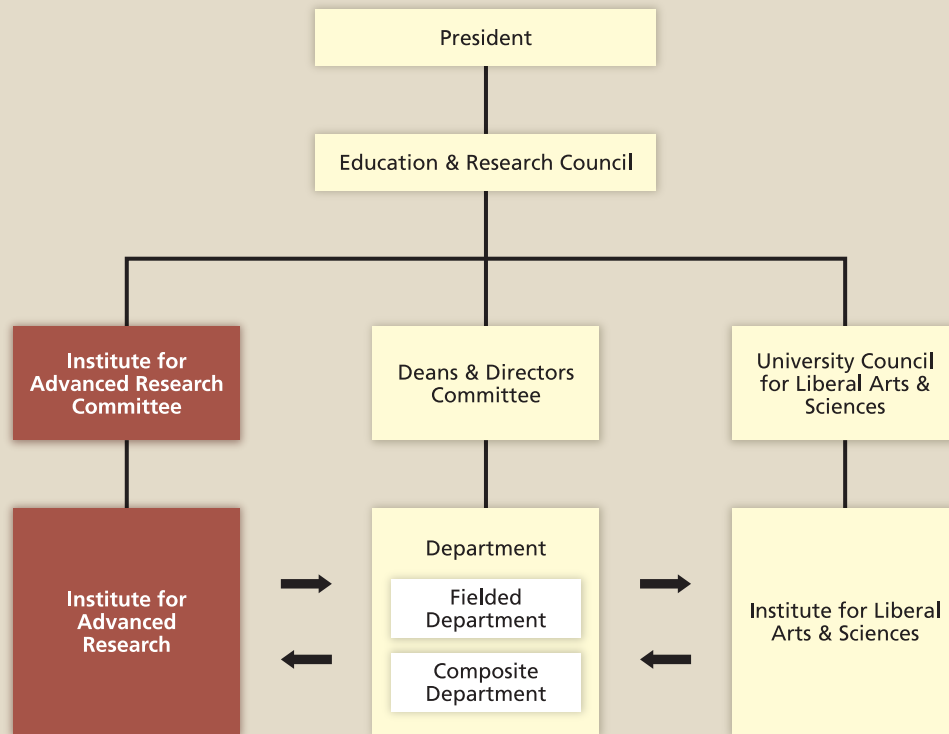 President
Education & Research Council
Institute for
Advanced Research
Committee
Deans & Directors
Committee
University Council
for Liberal Arts &
Sciences
Institute for
Advanced
Research
Department
Fielded
Department
Composite
Department
Institute for Liberal
Arts & Sciences